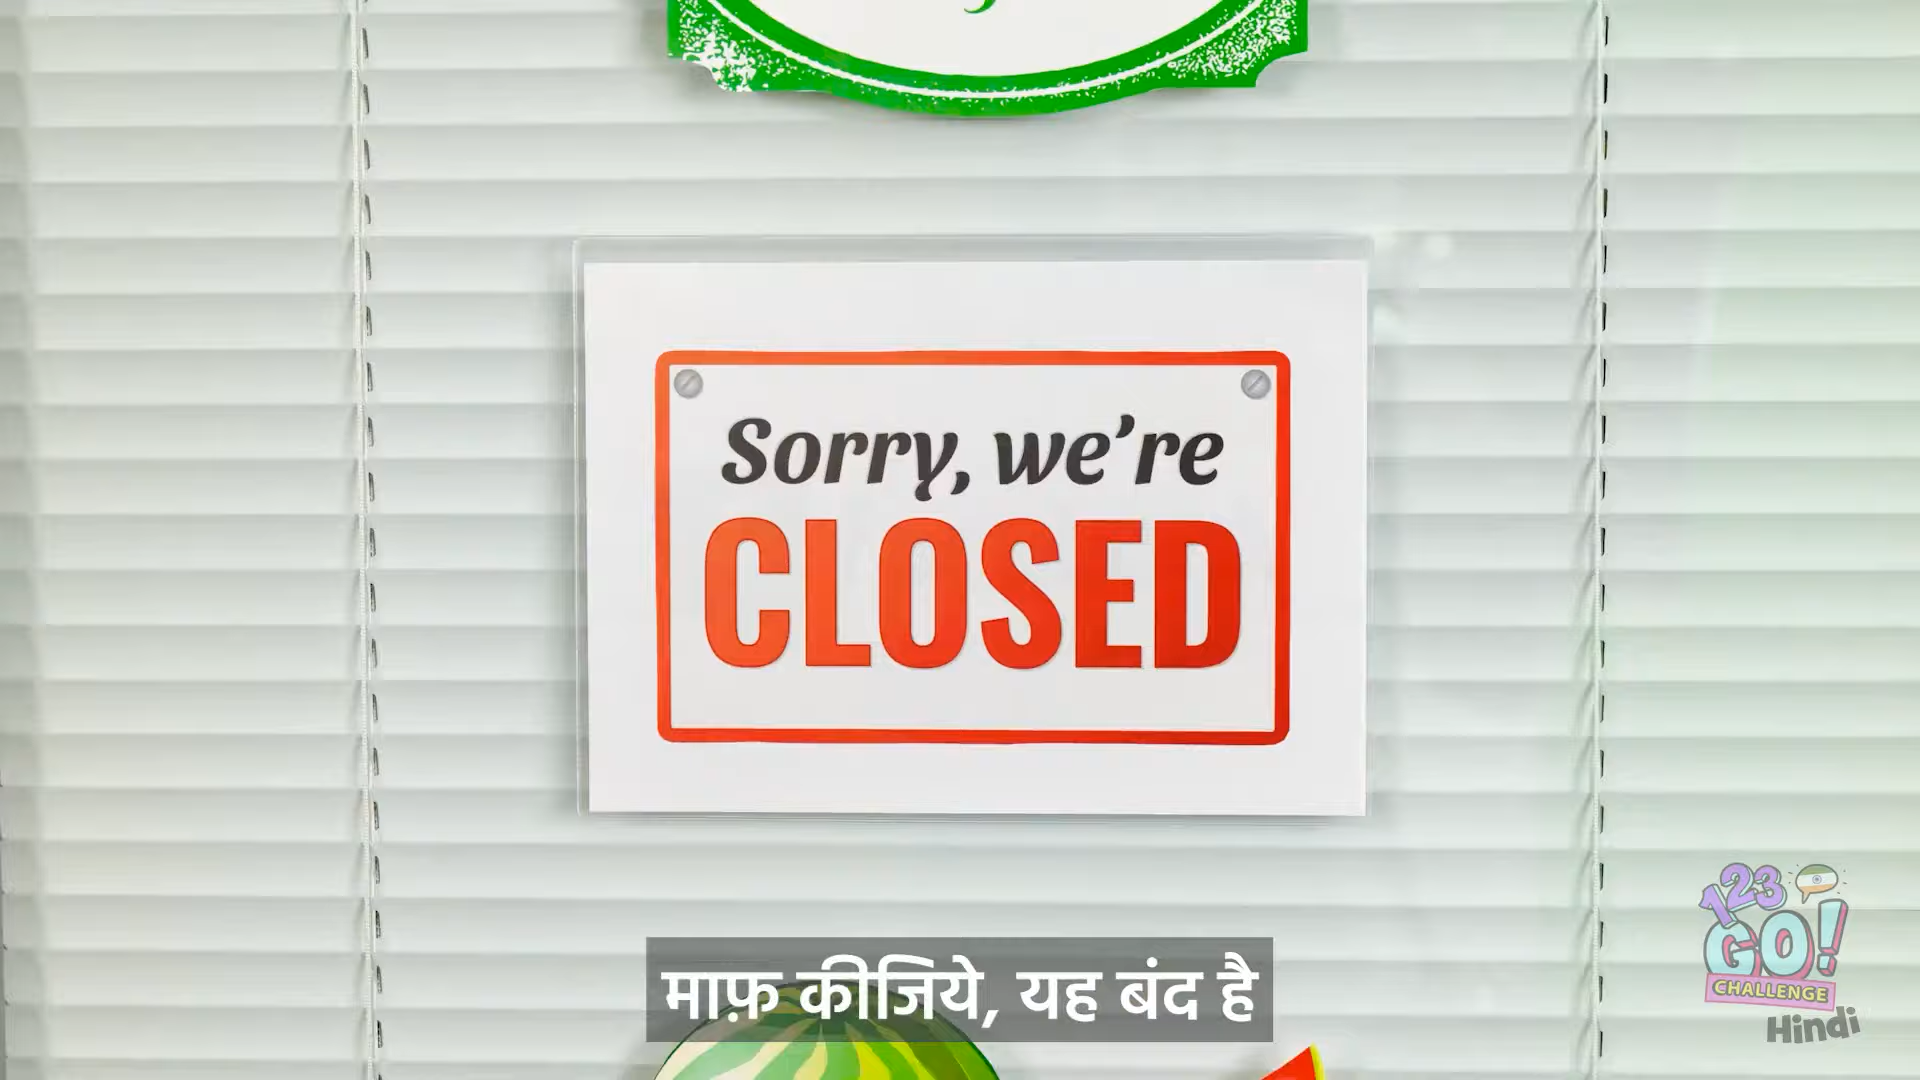 Sorry, we're
CLOSED
माफ़ कीजिये, यह बंद है
123
GO!
CHALLENGE
Hindi